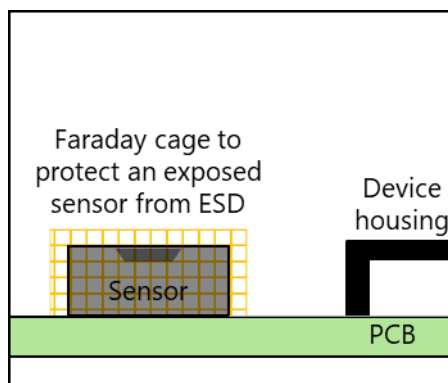 Faraday cage to
protect an exposed
sensor from ESD
Device
housing
Sensor
PCB